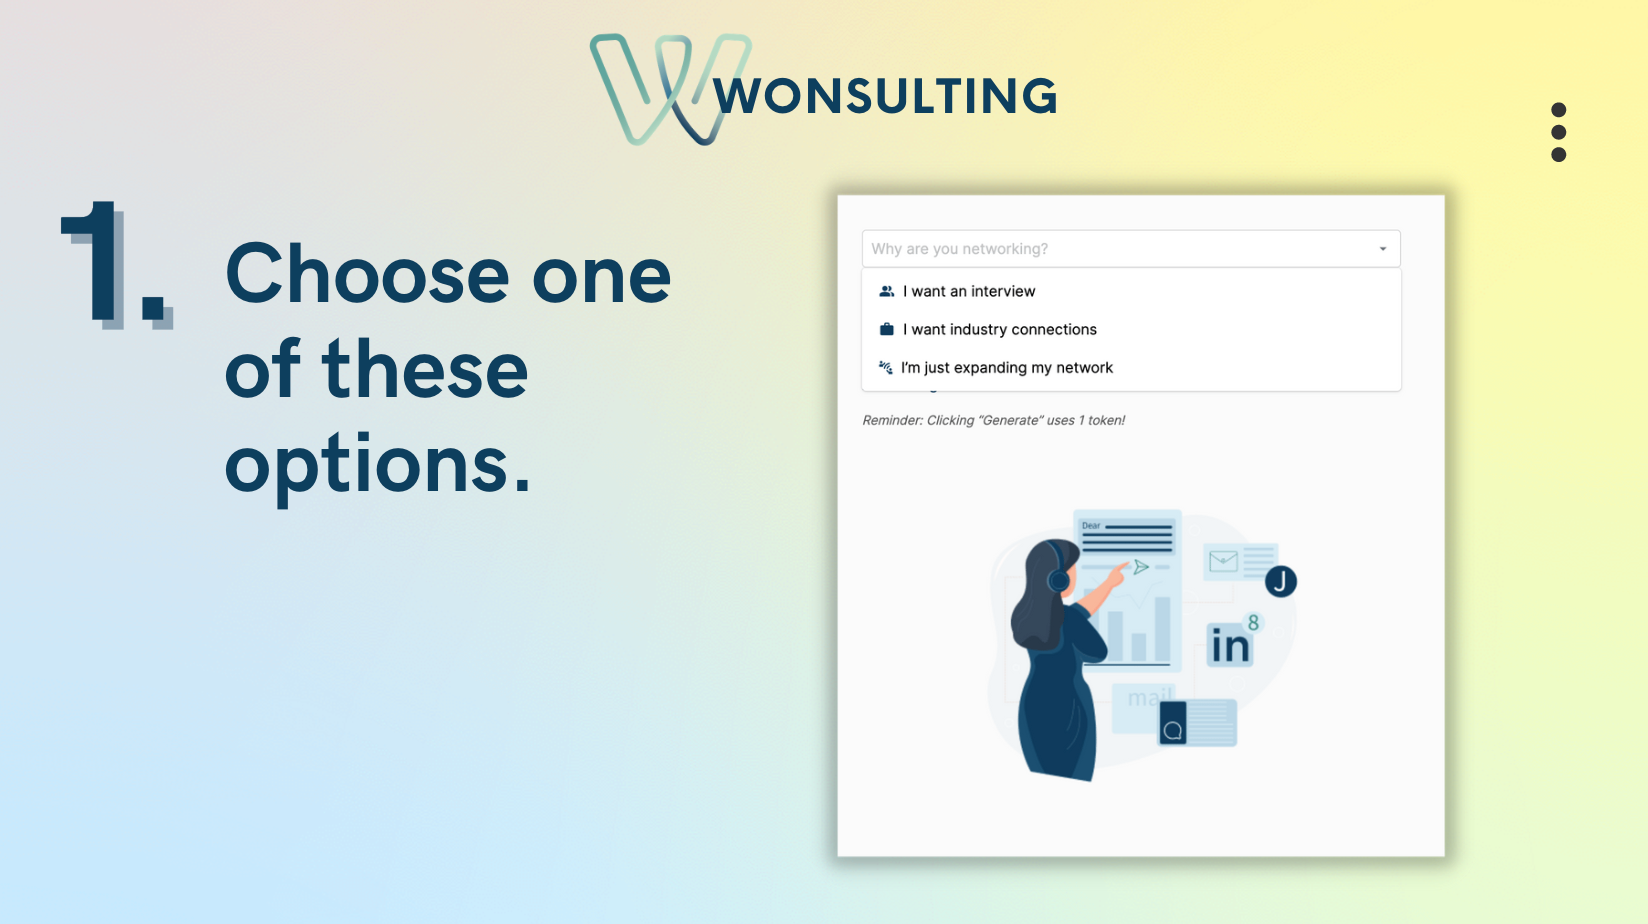 WONSULTING
1.
Choose one
of these
options.
Why are you networking?
I want an interview
I want industry connections
I'm just expanding my network
Reminder: Clicking “Generate” uses 1 token!
Dear
J
in
8
mail